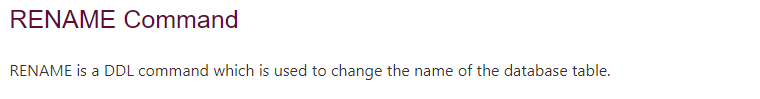 RENAME Command
RENAME is a DDL command which is used to change the name of the database table.